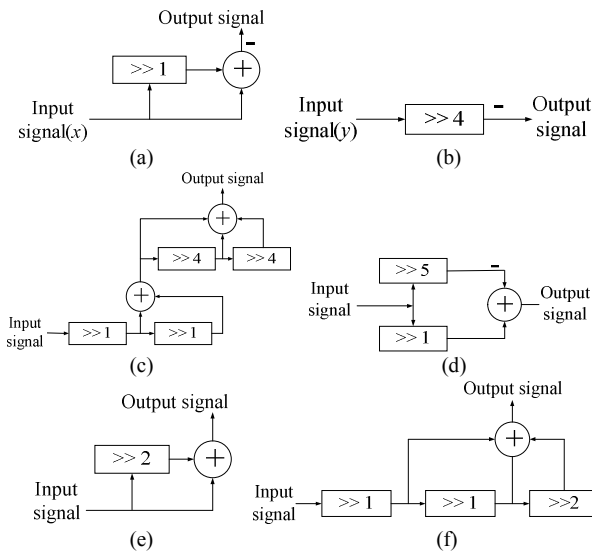 Output signal
-
>> 1
+
Input
signal(x)
(a)
Input
signal(y)
>> 4
-
Output
signal
(b)
Output signal
+
>> 4
>> 4
+
Input
signal
>> 1
>> 1
(c)
>> 5
-
Input
signal
+
Output
signal
>> 1
(d)
Output signal
>> 2
+
Input
signal
(e)
Output signal
+
Input
signal
>> 1
>> 1
>>2
(f)